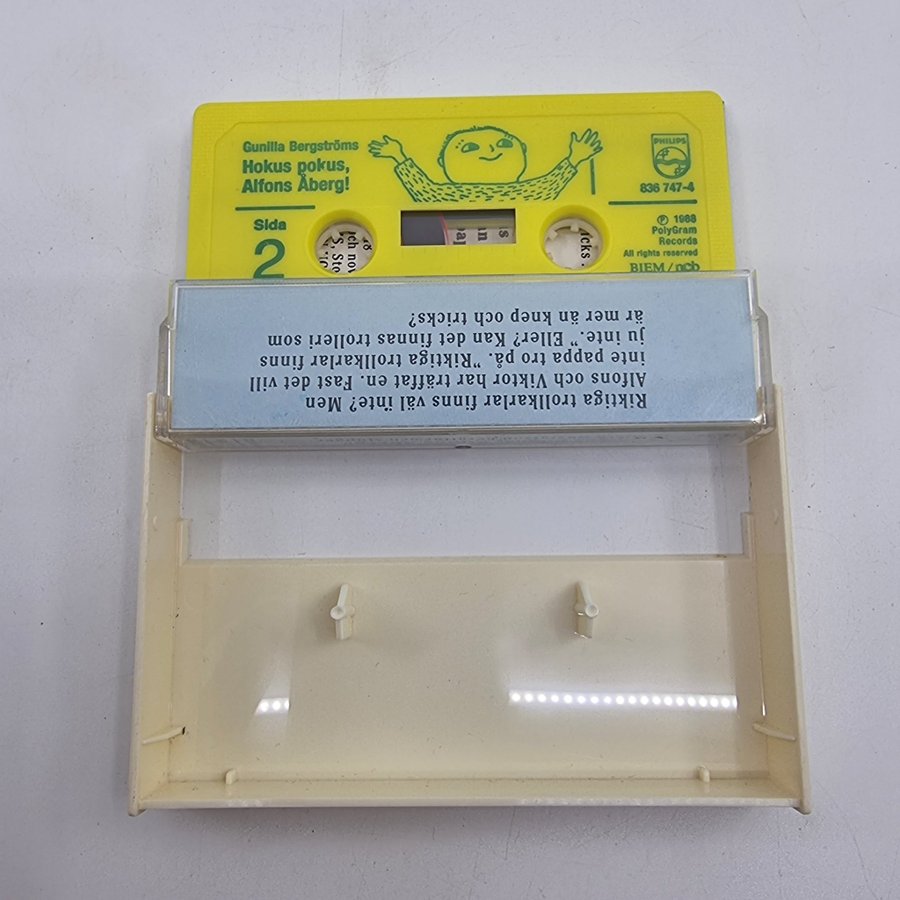 Gunilla Bergströms
Hokus pokus,
Alfons Åberg!
Sida
2
PHILIPS
836 747-4
℗ 1988
PolyGram
Records
All rights reserved
BIEM/ncb
Riktiga trollkarlar finns väl inte? Men
Alfons och Viktor har träffat en. Fast det vill
inte pappa tro på. "Riktiga trollkarlar finns
ju inte." Eller? Kan det finnas trolleri som
är mer än knep och tricks?